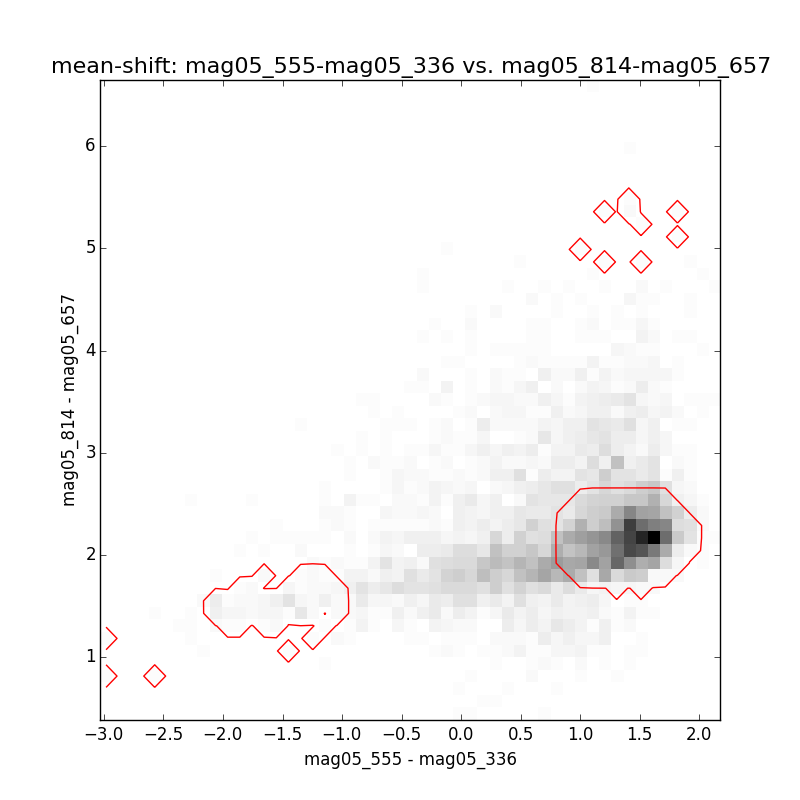 mean-shift: mag05_555-mag05_336 vs. mag05_814-mag05_657
6
5
4
3
2
1
mag05_814 - mag05_657
−3.0 −2.5 −2.0 −1.5 −1.0 −0.5 0.0 0.5 1.0 1.5 2.0
mag05_555 - mag05_336